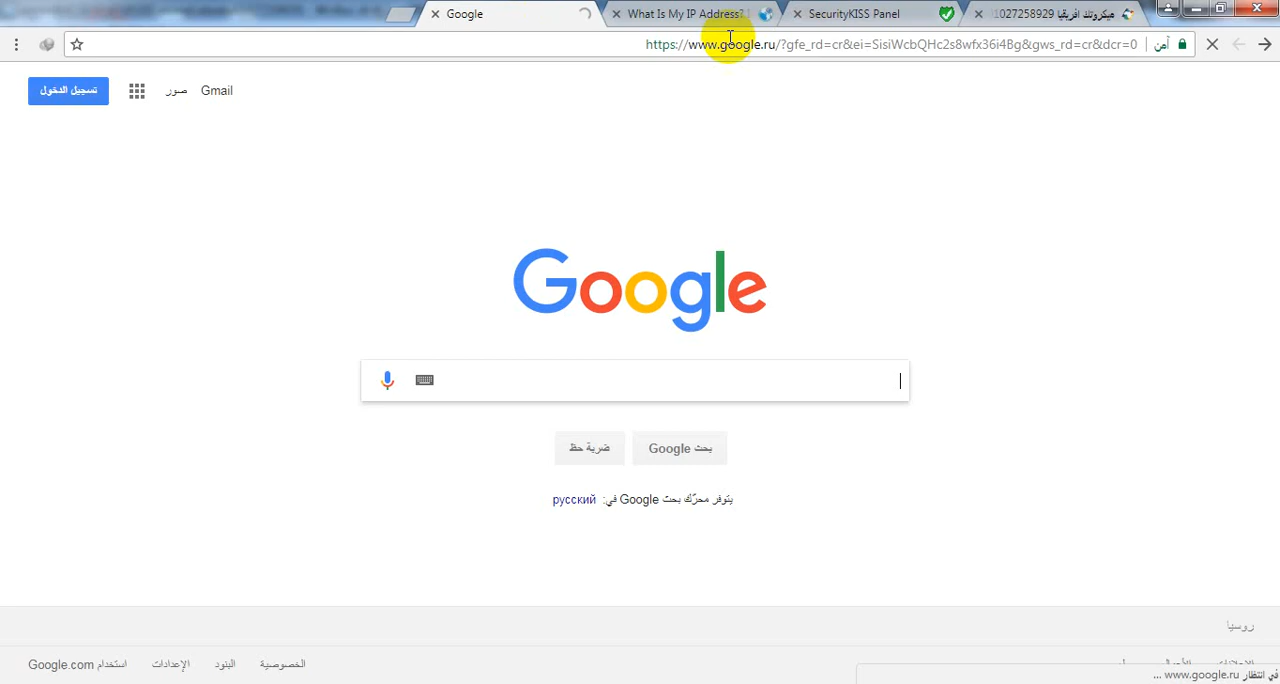 Google
What Is My IP Address?
SecurityKISS Panel
ميكروتك افريقيا 01027258929
https://www.google.ru/?gfe_rd=cr&ei=SisiWcbQHc2s8wfx36i4Bg&gws_rd=cr&dcr=0
آمن
تسجيل الدخول
صور
Gmail
Google
بحث Google
ضربة حظ
يتوفر محرّك بحث Google في: русский
روسيا
الخصوصية
البنود
الإعدادات
استخدام Google.com
في انتظار www.google.ru ...